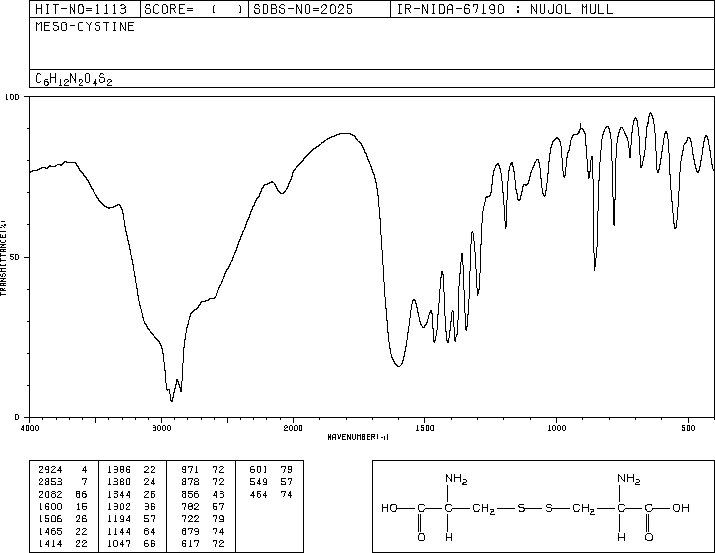 HIT-NO=1113 SCORE= ( ) SDBS-NO=2025 IR-NIDA-67190 : NUJOL MULL
MESO-CYSTINE
C6H12N2O4S2
100
50
0
TRANSMITTANCE(%)
4000 3000 2000 1500 1000 500
WAVENUMBER(-1)
2924 4 1386 22 971 72 601 79
2853 7 1380 24 878 72 549 57
2082 66 1344 26 856 43 464 74
1600 15 1302 36 782 57
1506 26 1194 57 722 79
1465 22 1144 64 679 74
1414 22 1047 66 617 72
NH2 NH2
HO C C CH2 S S CH2 C C OH
O H H O